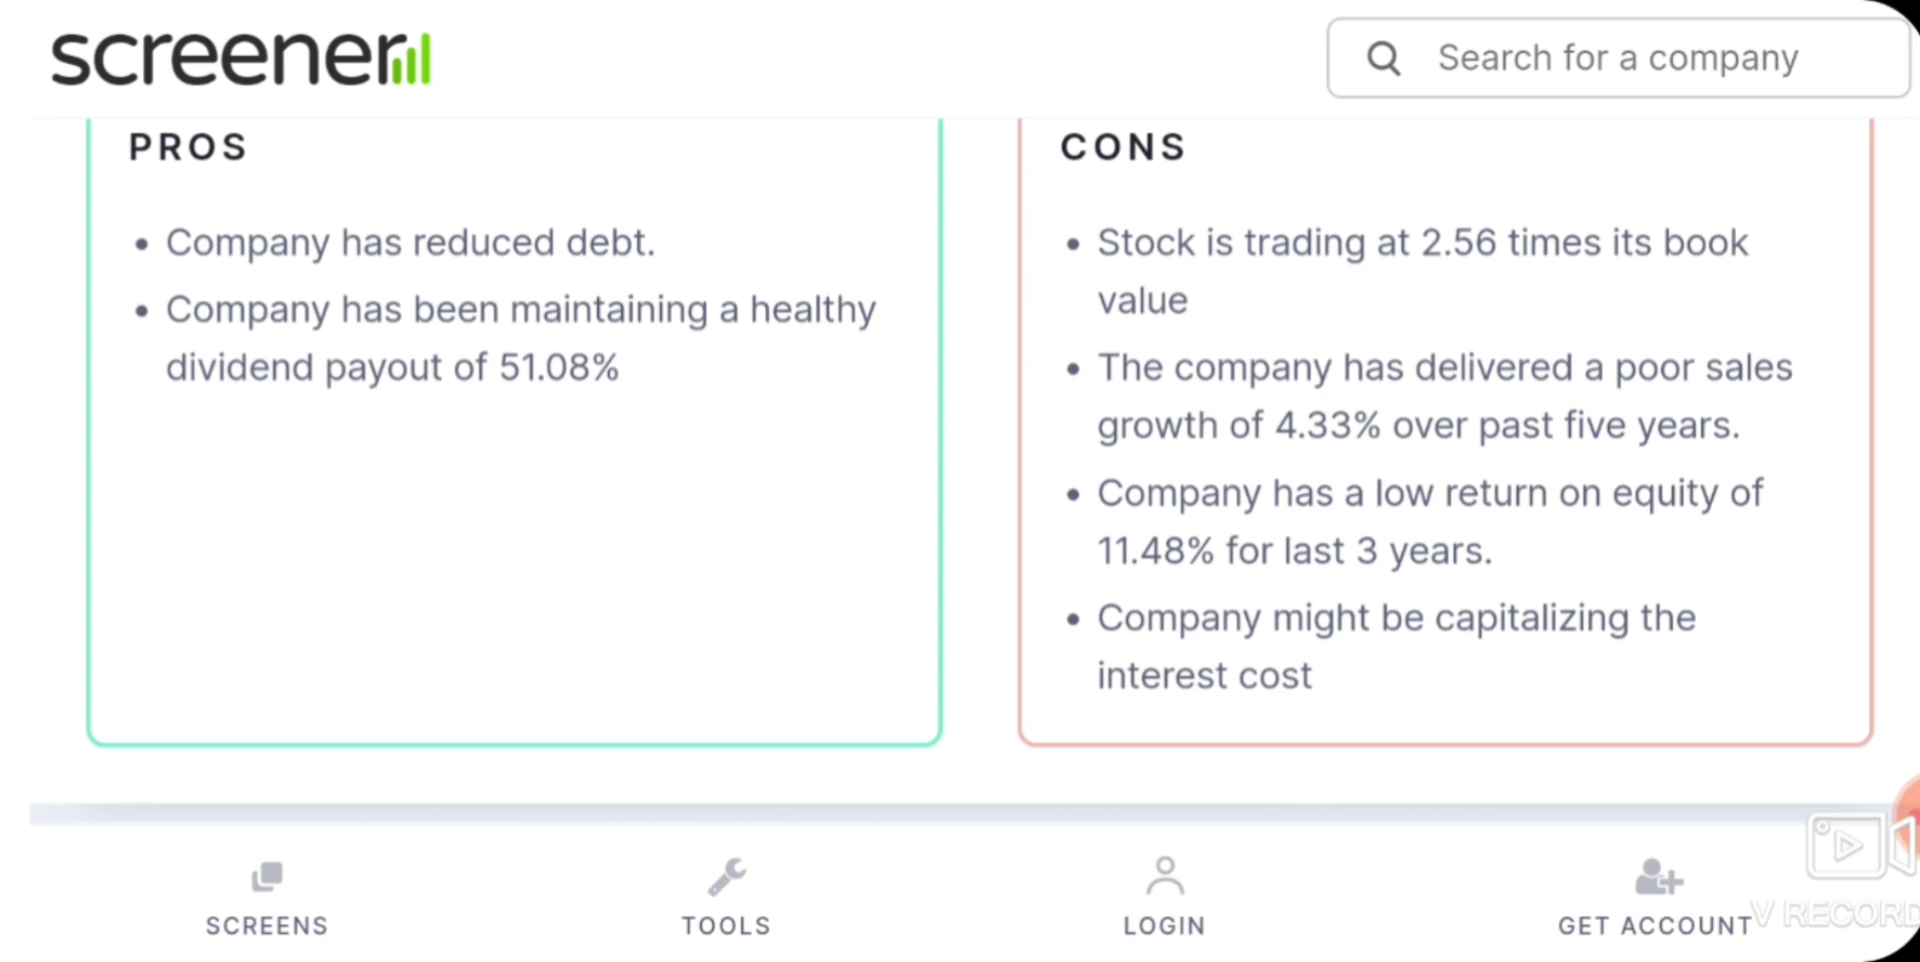 screener
Search for a company
PROS
Company has reduced debt.
Company has been maintaining a healthy
dividend payout of 51.08%
CONS
Stock is trading at 2.56 times its book
value
The company has delivered a poor sales
growth of 4.33% over past five years.
Company has a low return on equity of
11.48% for last 3 years.
Company might be capitalizing the
interest cost
SCREENS
TOOLS
LOGIN
GET ACCOUNT
V RECORD